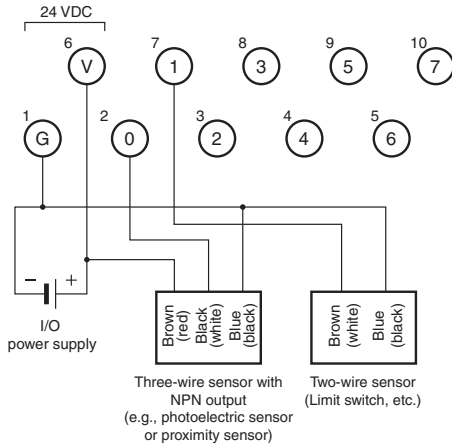 24 VDC
6 V
7 1
8 3
9 5
10 7
1 G
2 0
3 2
4 4
5 6
− +
I/O
power supply
Brown
(red)
Black
(white)
Blue
(black)
Brown
(white)
Blue
(black)
Three-wire sensor with
NPN output
(e.g., photoelectric sensor
or proximity sensor)
Two-wire sensor
(Limit switch, etc.)